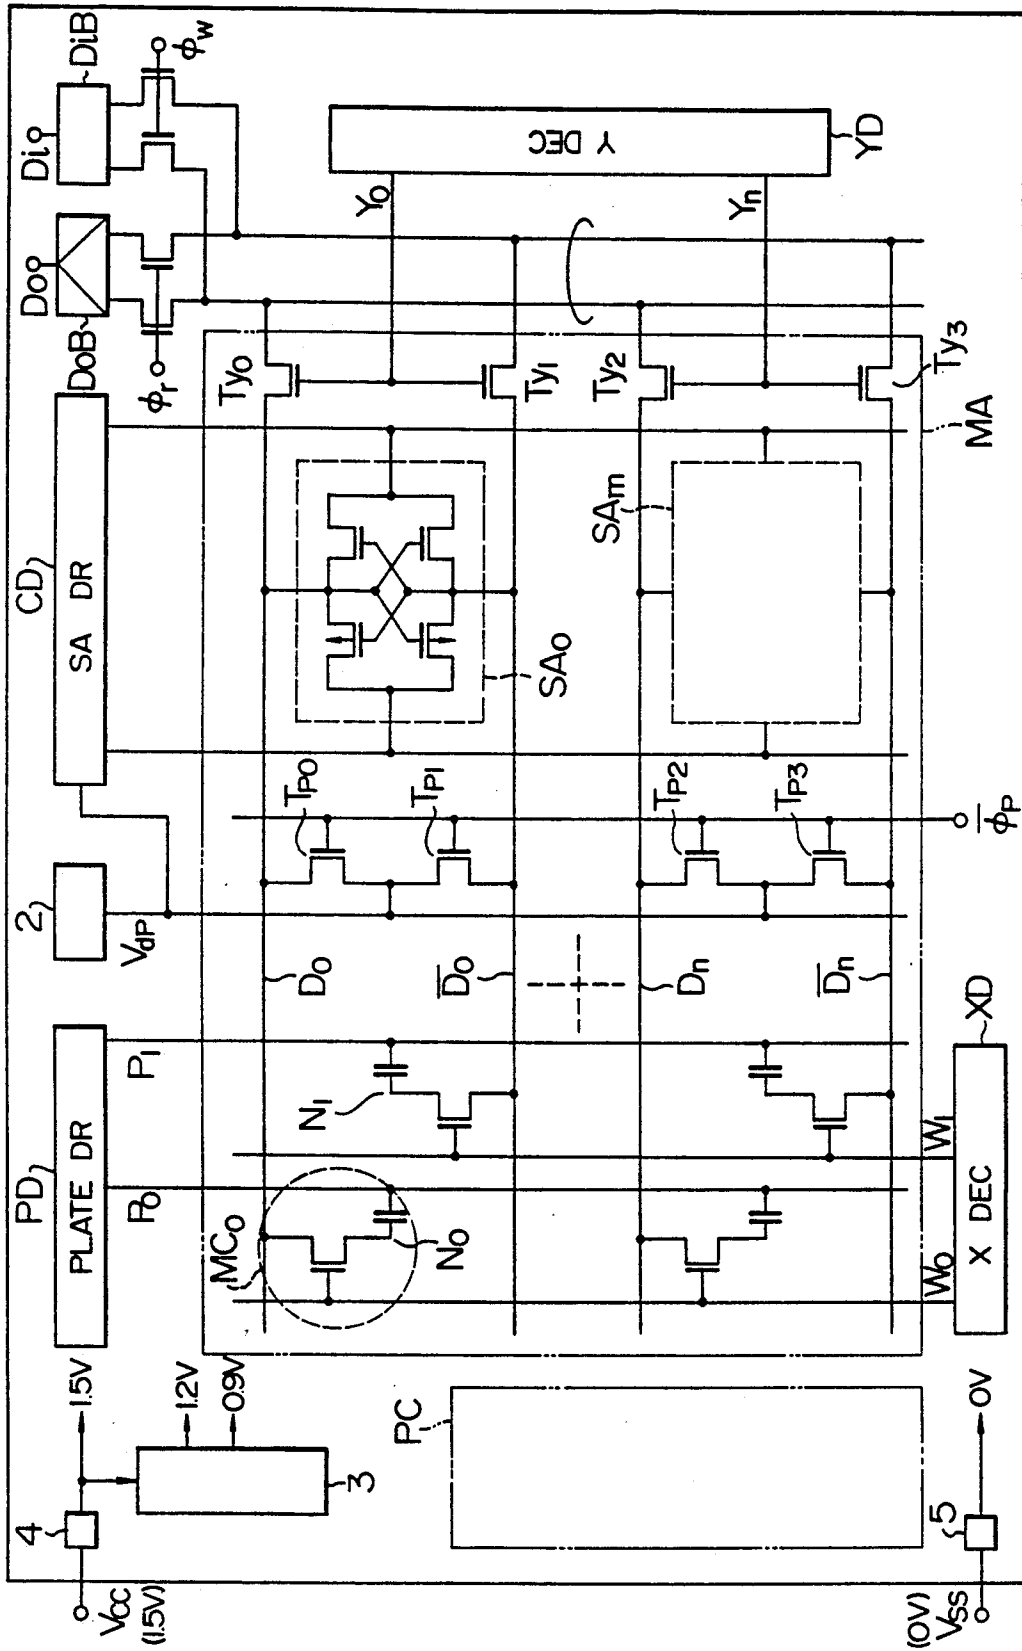 4
1.5V
VCC
(1.5V)
1.2V
0.9V
3
PD
PLATE DR
P0
P1
2
VdP
CD
SA DR
DoB
Do
Di
DiB
φr
φw
MC0
N0
N1
D0
D0
TP0
TP1
SA0
Ty0
Ty1
Y0
Y DEC
YD
Yn
PC
Dn
Dn
TP2
TP3
SAm
Ty2
Ty3
MA
W0
W1
X DEC
XD
φP
5
0V
(0V)
VSS